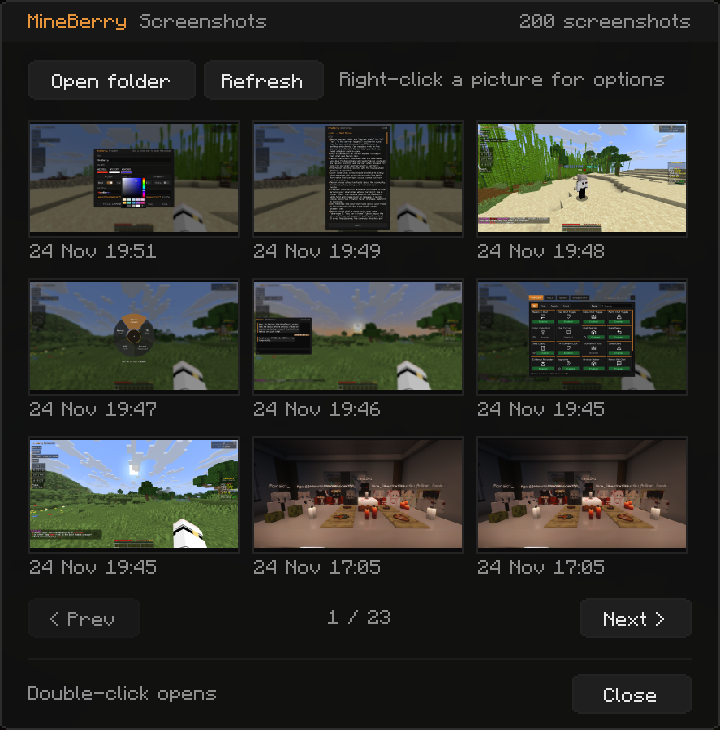 MineBerry Screenshots 200 screenshots
Open folder Refresh Right-click a picture for options
24 Nov 19:51 24 Nov 19:49 24 Nov 19:48
24 Nov 19:47 24 Nov 19:46 24 Nov 19:45
24 Nov 19:45 24 Nov 17:05 24 Nov 17:05
< Prev 1 / 23 Next >
Double-click opens Close